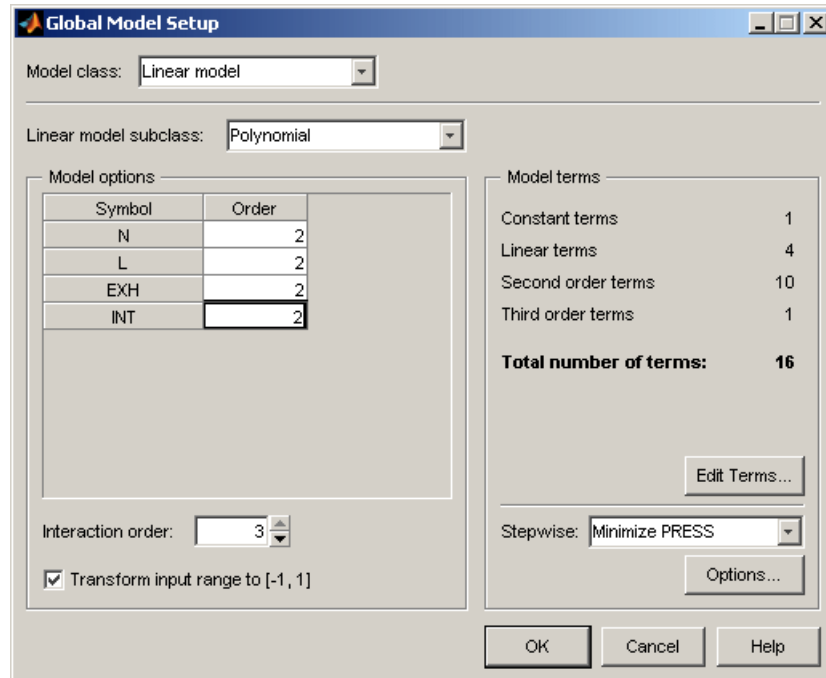 Global Model Setup
Model class: Linear model
Linear model subclass: Polynomial
Model options
Symbol Order
N 2
L 2
EXH 2
INT 2
Interaction order: 3
Transform input range to [-1, 1]
Model terms
Constant terms 1
Linear terms 4
Second order terms 10
Third order terms 1
Total number of terms: 16
Edit Terms...
Stepwise: Minimize PRESS
Options...
OK Cancel Help